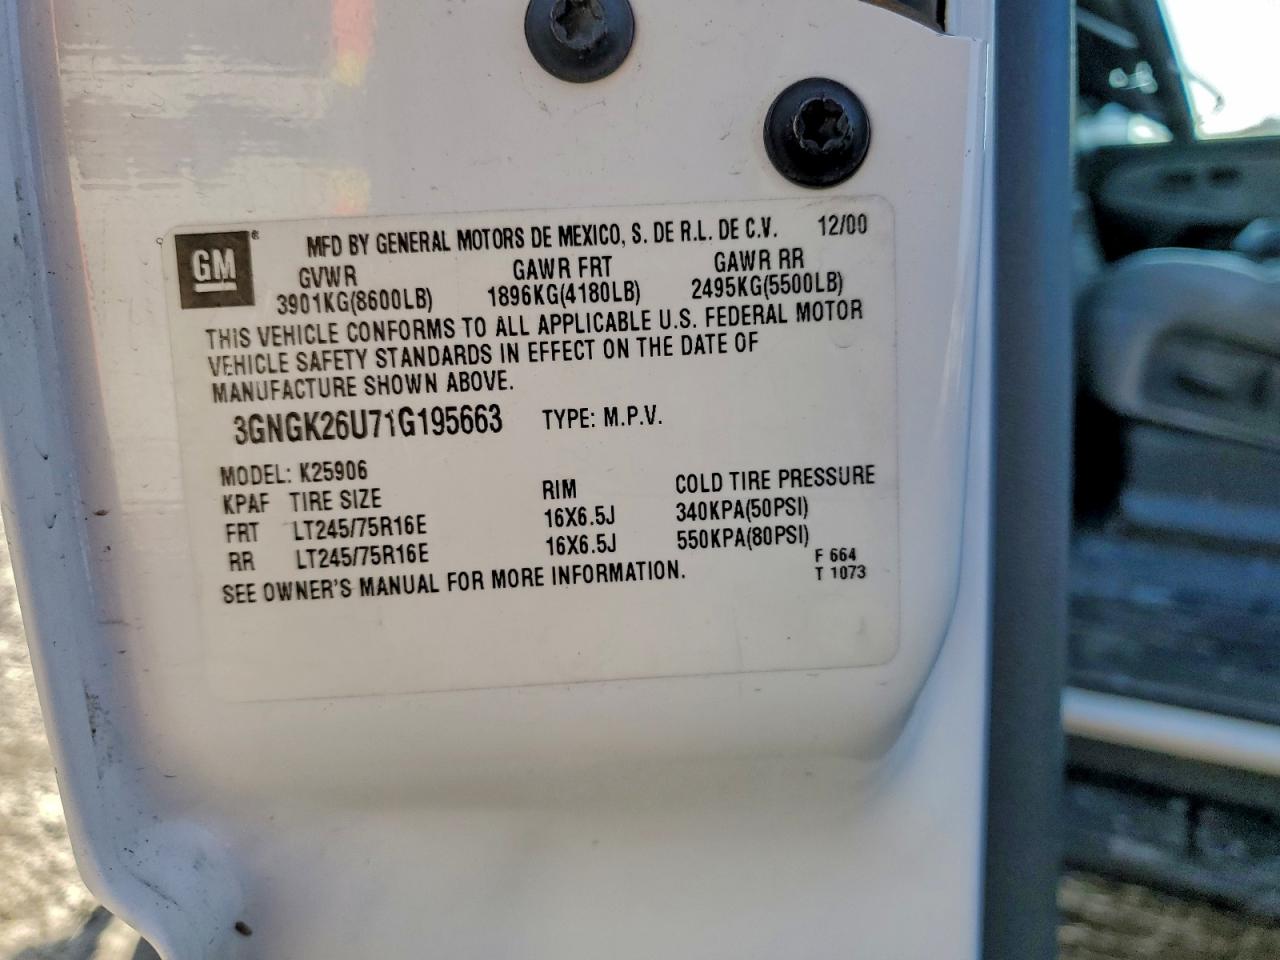 GM ® MFD BY GENERAL MOTORS DE MEXICO, S. DE R.L. DE C.V. 12/00
GVWR GAWR FRT GAWR RR
3901KG(8600LB) 1896KG(4180LB) 2495KG(5500LB)
THIS VEHICLE CONFORMS TO ALL APPLICABLE U.S. FEDERAL MOTOR
VEHICLE SAFETY STANDARDS IN EFFECT ON THE DATE OF
MANUFACTURE SHOWN ABOVE.
3GNGK26U71G195663 TYPE: M.P.V.
MODEL: K25906
KPAF TIRE SIZE RIM COLD TIRE PRESSURE
FRT LT245/75R16E 16X6.5J 340KPA(50PSI)
RR LT245/75R16E 16X6.5J 550KPA(80PSI)
SEE OWNER'S MANUAL FOR MORE INFORMATION.
F 664
T 1073